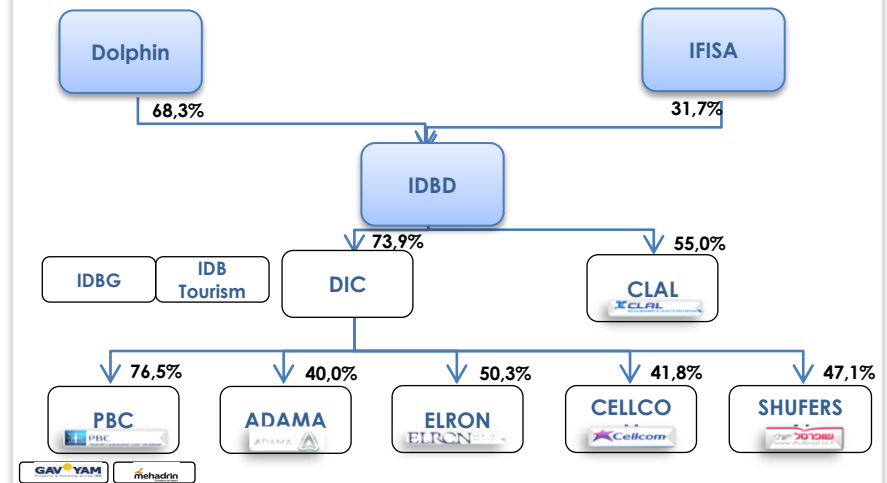 Dolphin
IFISA
68,3%
31,7%
IDBD
73,9%
55,0%
IDBG
IDB
Tourism
DIC
CLAL
CLAL
76,5%
40,0%
50,3%
41,8%
47,1%
PBC
PBC
ADAMA
ADAMA
ELRON
ELRON
CELLCO
Cellcom
SHUFERS
שופרסל
GAV YAM
mehadrin